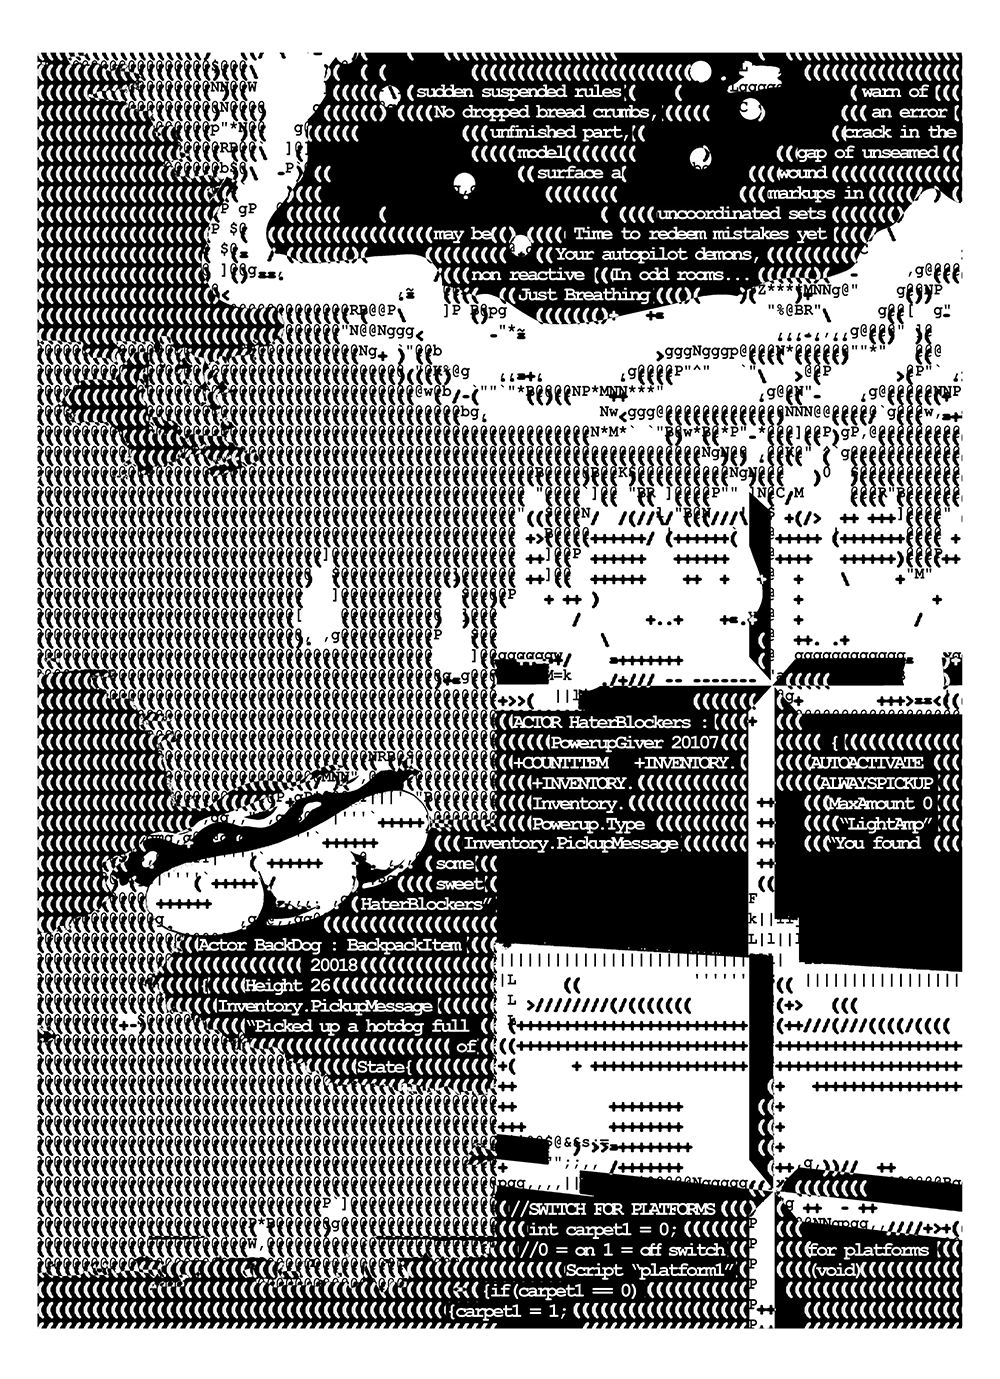 sudden suspended rules warn of
No dropped bread crumbs, an error
unfinished part, crack in the
model gap of unseamed
surface a wound
markups in
uncoordinated sets
may be Time to redeem mistakes yet
Your autopilot demons,
non reactive In odd rooms...
Just Breathing
ACTOR HaterBlockers :
PowerupGiver 20107 {
+COUNTITEM +INVENTORY. AUTOACTIVATE
+INVENTORY. ALWAYSPICKUP
Inventory. MaxAmount 0
Powerup.Type “LightAmp”
Inventory.PickupMessage “You found
some
sweet
HaterBlockers”
Actor BackDog : BackpackItem
20018
{ Height 26
Inventory.PickupMessage
“Picked up a hotdog full
of
State{
//SWITCH FOR PLATFORMS
int carpet1 = 0;
//0 = on 1 = off switch for platforms
Script “platform1” (void)
{if(carpet1 == 0)
{carpet1 = 1;